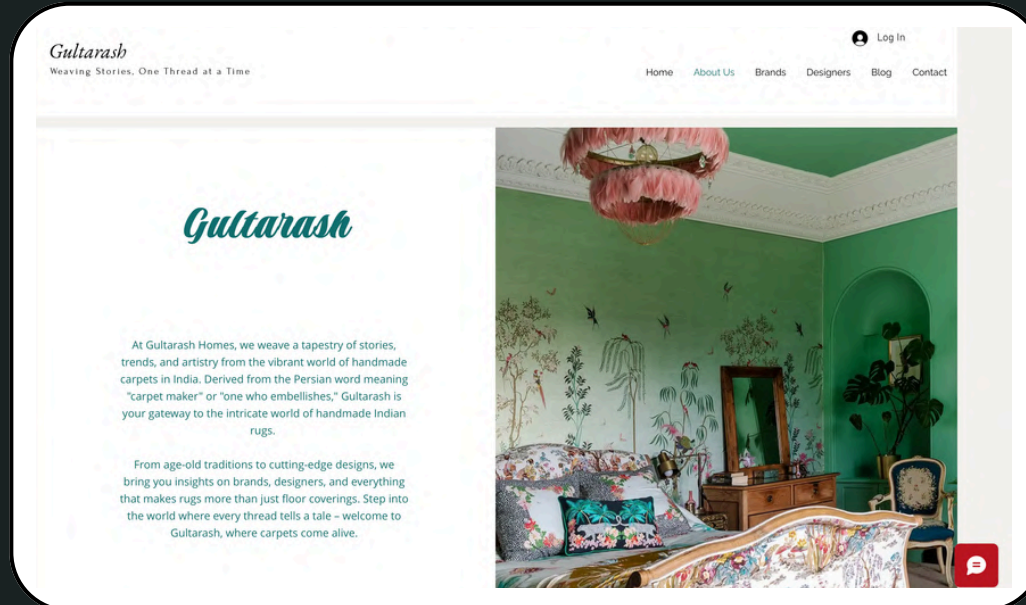 Gultarash
Weaving Stories, One Thread at a Time
Log In
Home About Us Brands Designers Blog Contact
Gultarash
At Gultarash Homes, we weave a tapestry of stories,
trends, and artistry from the vibrant world of handmade
carpets in India. Derived from the Persian word meaning
"carpet maker" or "one who embellishes," Gultarash is
your gateway to the intricate world of handmade Indian
rugs.
From age-old traditions to cutting-edge designs, we
bring you insights on brands, designers, and everything
that makes rugs more than just floor coverings. Step into
the world where every thread tells a tale – welcome to
Gultarash, where carpets come alive.